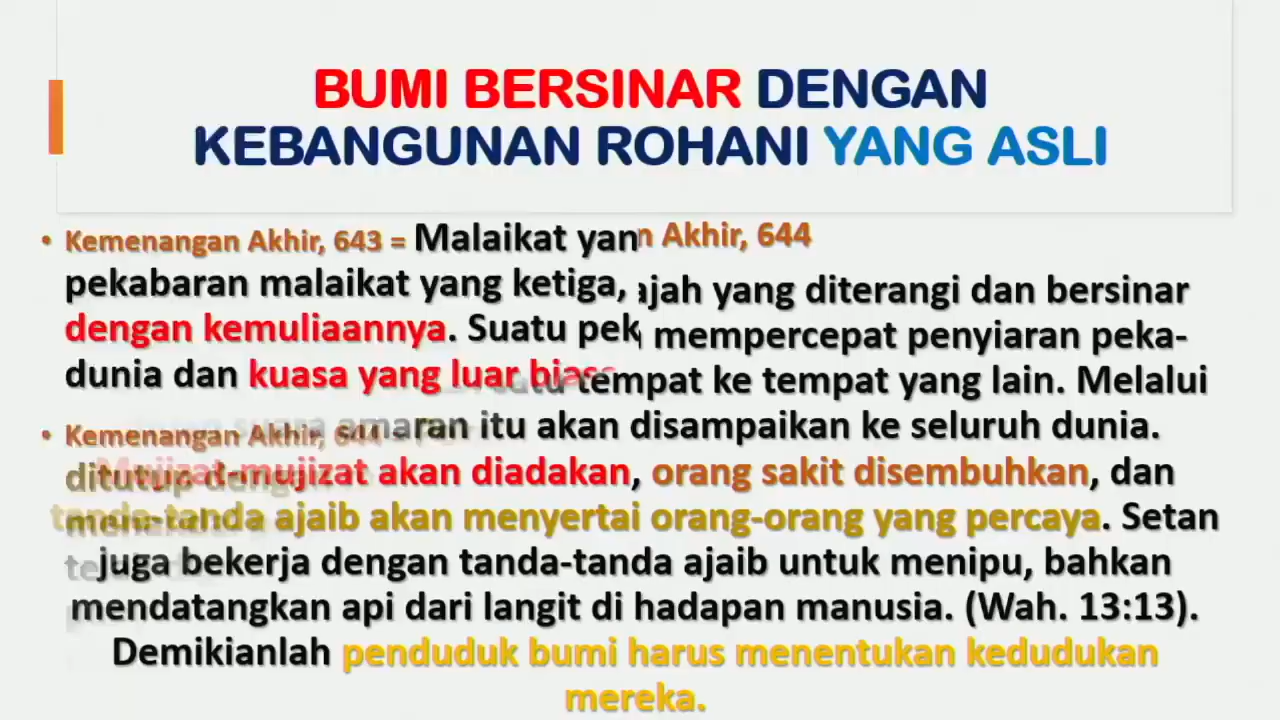 BUMI BERSINAR DENGAN
KEBANGUNAN ROHANI YANG ASLI
• Kemenangan Akhir, 643 = Malaikat yan
n Akhir, 644
pekabaran malaikat yang ketiga,
ajah yang diterangi dan bersinar
dengan kemuliaannya. Suatu pek
mempercepat penyiaran peka-
dunia dan kuasa yang luar biasa
tempat ke tempat yang lain. Melalui
suara amaran itu akan disampaikan ke seluruh dunia.
• Kemenangan Akhir, 644
Mujizat-mujizat akan diadakan, orang sakit disembuhkan, dan
ditutup dengan
tanda-tanda ajaib akan menyertai orang-orang yang percaya. Setan
juga bekerja dengan tanda-tanda ajaib untuk menipu, bahkan
mendatangkan api dari langit di hadapan manusia. (Wah. 13:13).
Demikianlah penduduk bumi harus menentukan kedudukan
mereka.